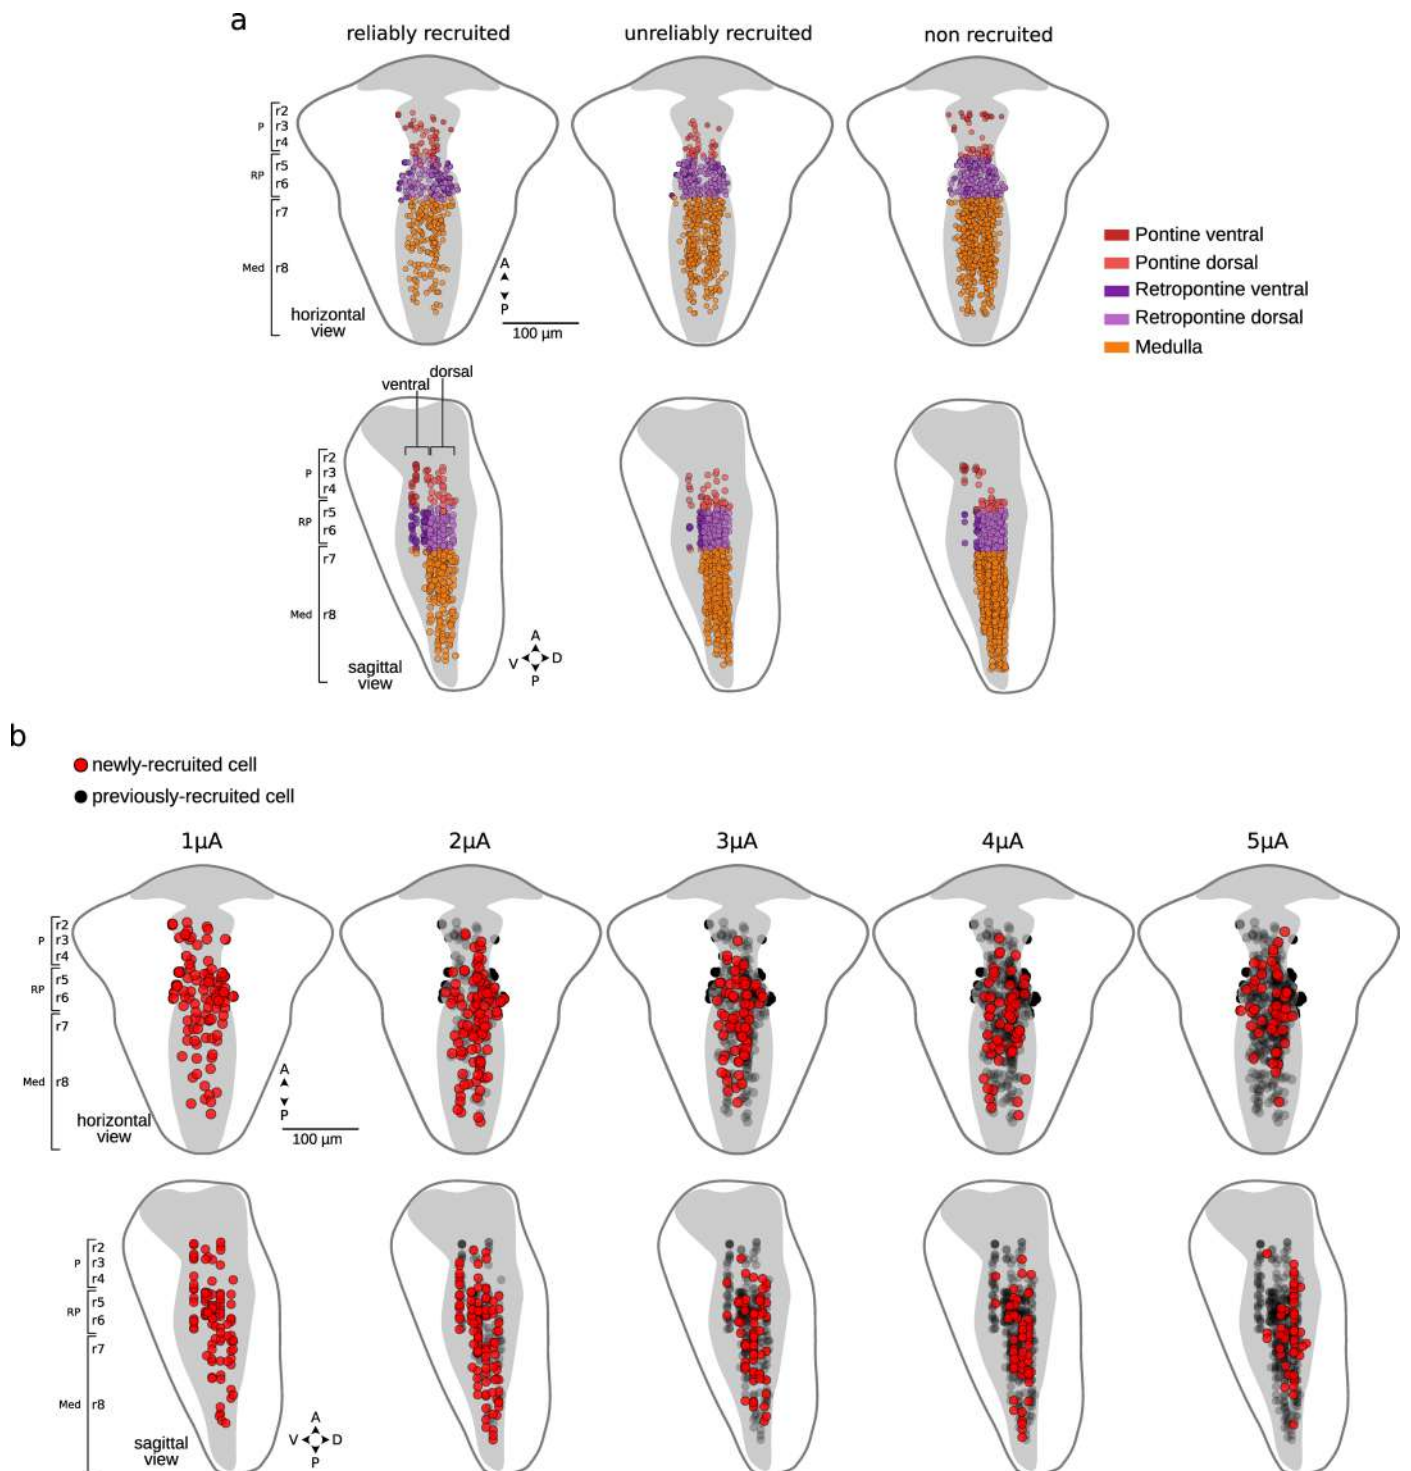 a
reliably recruited
unreliably recruited
non recruited
P
r2
r3
r4
RP
r5
r6
Med
r7
r8
horizontal
view
A
P
100 µm
Pontine ventral
Pontine dorsal
Retropontine ventral
Retropontine dorsal
Medulla
ventral
dorsal
P
r2
r3
r4
RP
r5
r6
Med
r7
r8
sagittal
view
A
V D
P
b
newly-recruited cell
previously-recruited cell
1µA
2µA
3µA
4µA
5µA
P
r2
r3
r4
RP
r5
r6
Med
r7
r8
horizontal
view
A
P
100 µm
P
r2
r3
r4
RP
r5
r6
Med
r7
r8
sagittal
view
A
V D
P